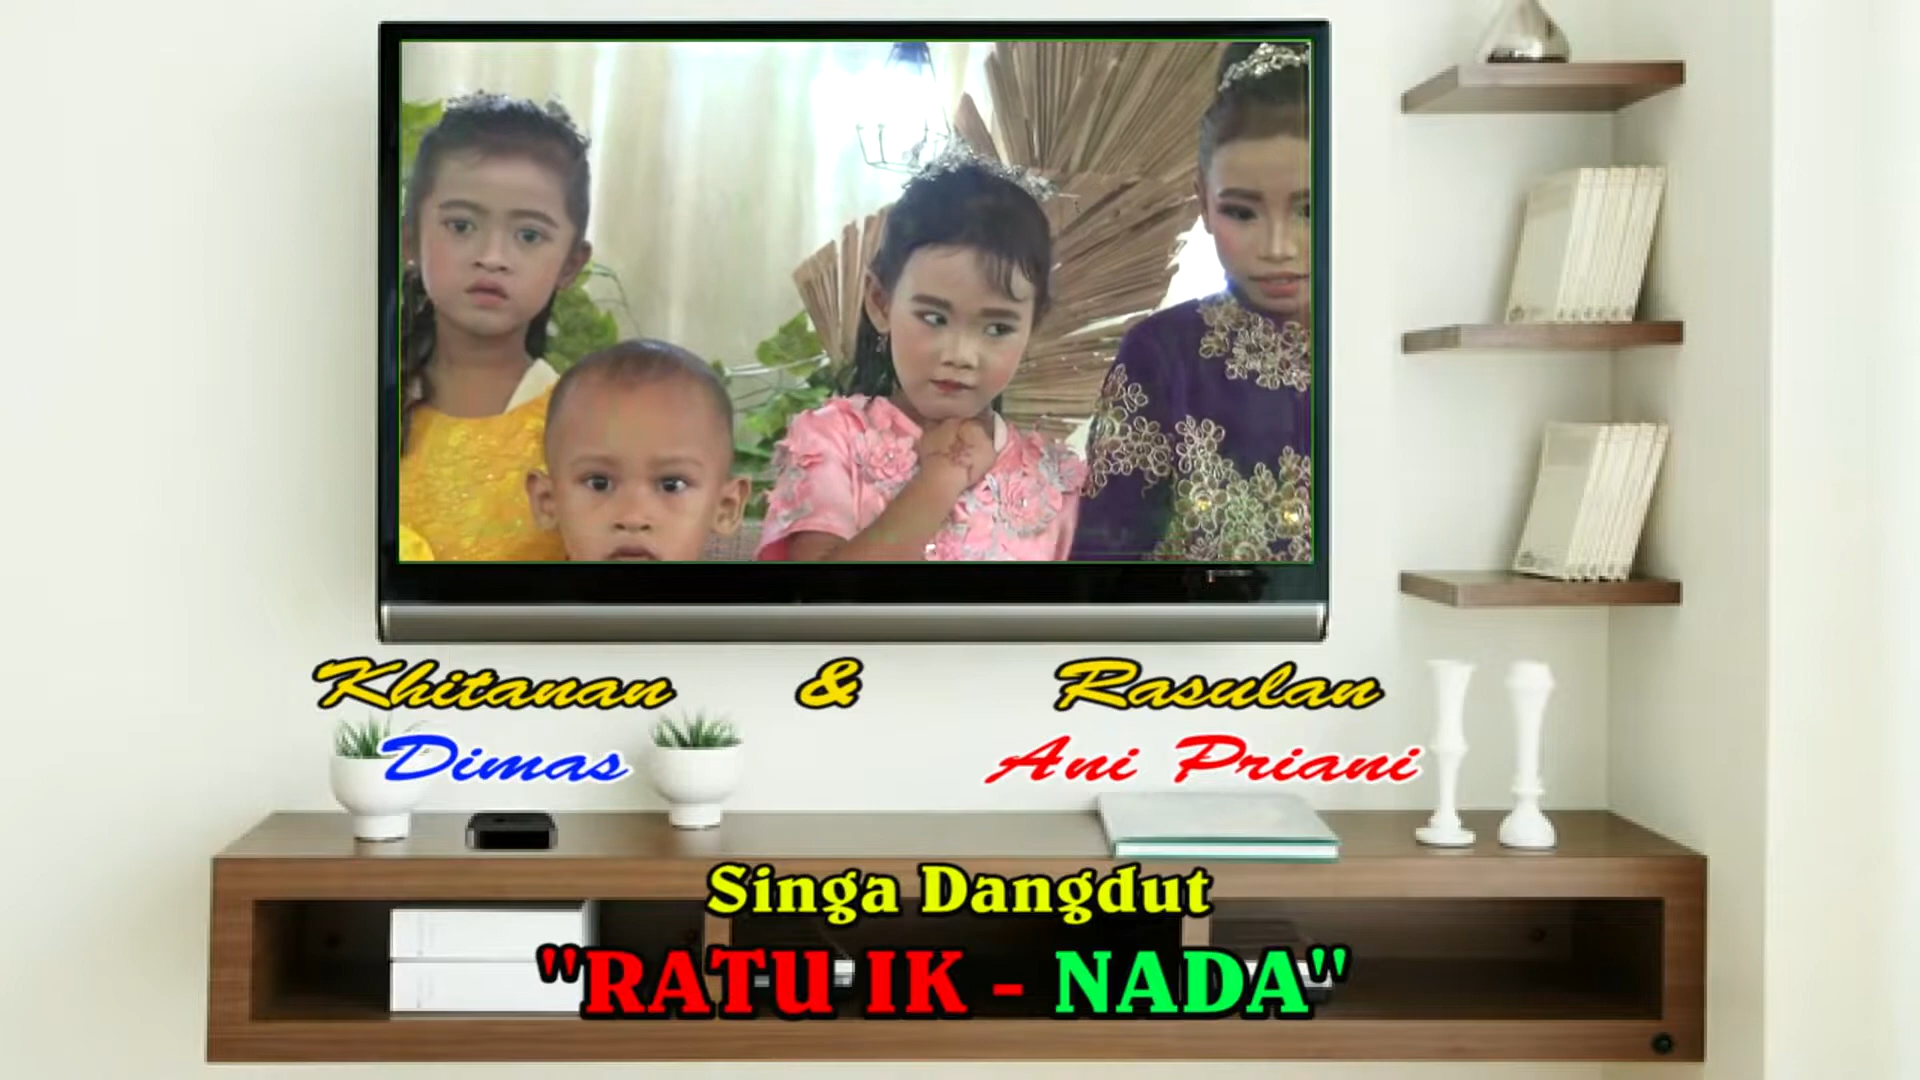 Khitanan & Rasulan
Dimas Ani Priani
Singa Dangdut
"RATU IK - NADA"